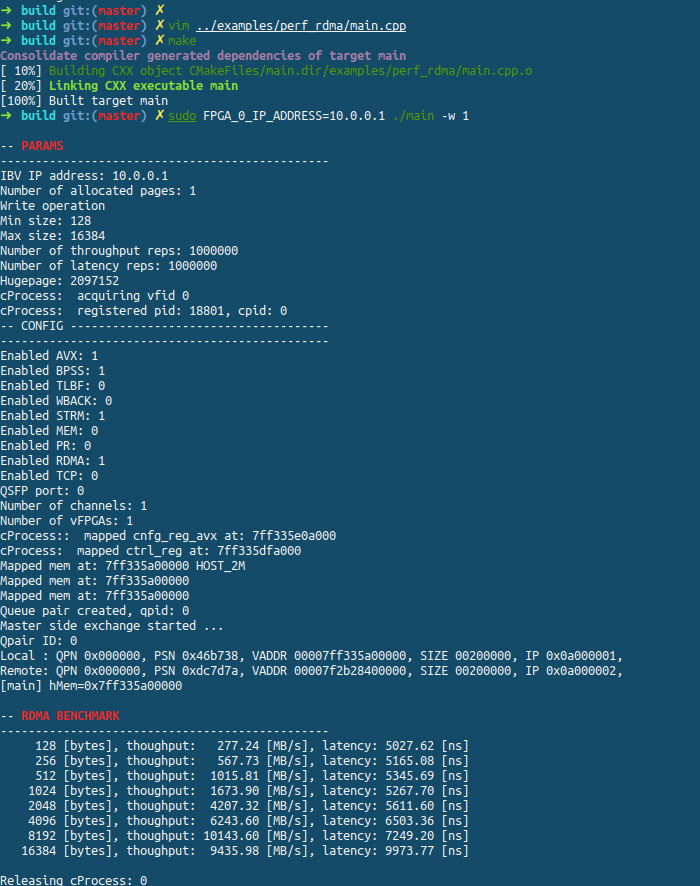 ➜ build git:(master) ✗
➜ build git:(master) ✗ vim ../examples/perf_rdma/main.cpp
➜ build git:(master) ✗ make
Consolidate compiler generated dependencies of target main
[ 10%] Building CXX object CMakeFiles/main.dir/examples/perf_rdma/main.cpp.o
[ 20%] Linking CXX executable main
[100%] Built target main
➜ build git:(master) ✗ sudo FPGA_0_IP_ADDRESS=10.0.0.1 ./main -w 1
-- PARAMS
-----------------------------------------------
IBV IP address: 10.0.0.1
Number of allocated pages: 1
Write operation
Min size: 128
Max size: 16384
Number of throughput reps: 1000000
Number of latency reps: 1000000
Hugepage: 2097152
cProcess:  acquiring vfid 0
cProcess:  registered pid: 18801, cpid: 0
-- CONFIG -------------------------------------
-----------------------------------------------
Enabled AVX: 1
Enabled BPSS: 1
Enabled TLBF: 0
Enabled WBACK: 0
Enabled STRM: 1
Enabled MEM: 0
Enabled PR: 0
Enabled RDMA: 1
Enabled TCP: 0
QSFP port: 0
Number of channels: 1
Number of vFPGAs: 1
cProcess::  mapped cnfg_reg_avx at: 7ff335e0a000
cProcess:  mapped ctrl_reg at: 7ff335dfa000
Mapped mem at: 7ff335a00000 HOST_2M
Mapped mem at: 7ff335a00000
Mapped mem at: 7ff335a00000
Queue pair created, qpid: 0
Master side exchange started ...
Qpair ID: 0
Local : QPN 0x000000, PSN 0x46b738, VADDR 00007ff335a00000, SIZE 00200000, IP 0x0a000001,
Remote: QPN 0x000000, PSN 0xdc7d7a, VADDR 00007f2b28400000, SIZE 00200000, IP 0x0a000002,
[main] hMem=0x7ff335a00000
-- RDMA BENCHMARK
-----------------------------------------------
128 [bytes], thoughput:   277.24 [MB/s], latency: 5027.62 [ns]
256 [bytes], thoughput:   567.73 [MB/s], latency: 5165.08 [ns]
512 [bytes], thoughput:  1015.81 [MB/s], latency: 5345.69 [ns]
1024 [bytes], thoughput:  1673.90 [MB/s], latency: 5267.70 [ns]
2048 [bytes], thoughput:  4207.32 [MB/s], latency: 5611.60 [ns]
4096 [bytes], thoughput:  6243.60 [MB/s], latency: 6503.36 [ns]
8192 [bytes], thoughput: 10143.60 [MB/s], latency: 7249.20 [ns]
16384 [bytes], thoughput:  9435.98 [MB/s], latency: 9973.77 [ns]
Releasing cProcess: 0